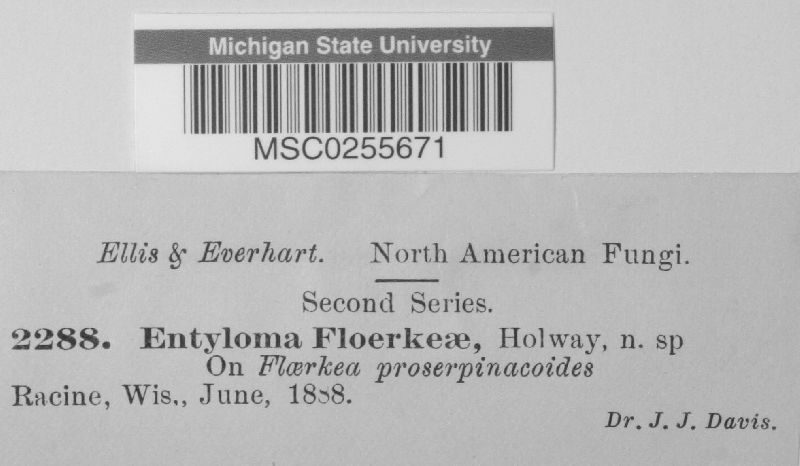 Michigan State University
MSC0255671
Ellis & Everhart. North American Fungi.
Second Series.
2288. Entyloma Floerkeæ, Holway, n. sp
On Flœrkea proserpinacoides
Racine, Wis., June, 1888.
Dr. J. J. Davis.